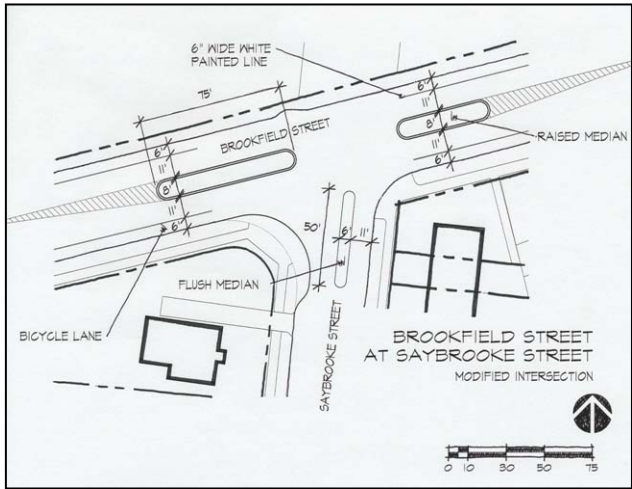 6" WIDE WHITE
PAINTED LINE
75'
BROOKFIELD STREET
6'
11'
8'
11'
6'
6'
11'
8'
11'
6'
RAISED MEDIAN
50'
6'
11'
FLUSH MEDIAN
BICYCLE LANE
SAYBROOKE STREET
BROOKFIELD STREET
AT SAYBROOKE STREET
MODIFIED INTERSECTION
0 10 30 50 75